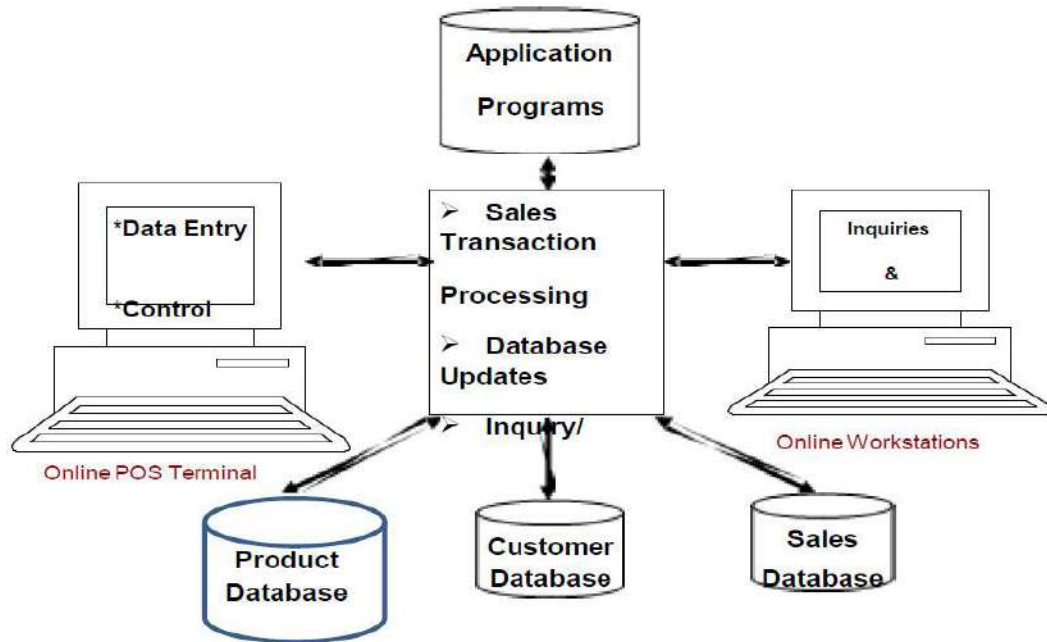 Application
Programs
*Data Entry
*Control
➢ Sales
Transaction
Processing
➢ Database
Updates
➢ Inquiry/
Inquiries
&
Online POS Terminal
Online Workstations
Product
Database
Customer
Database
Sales
Database